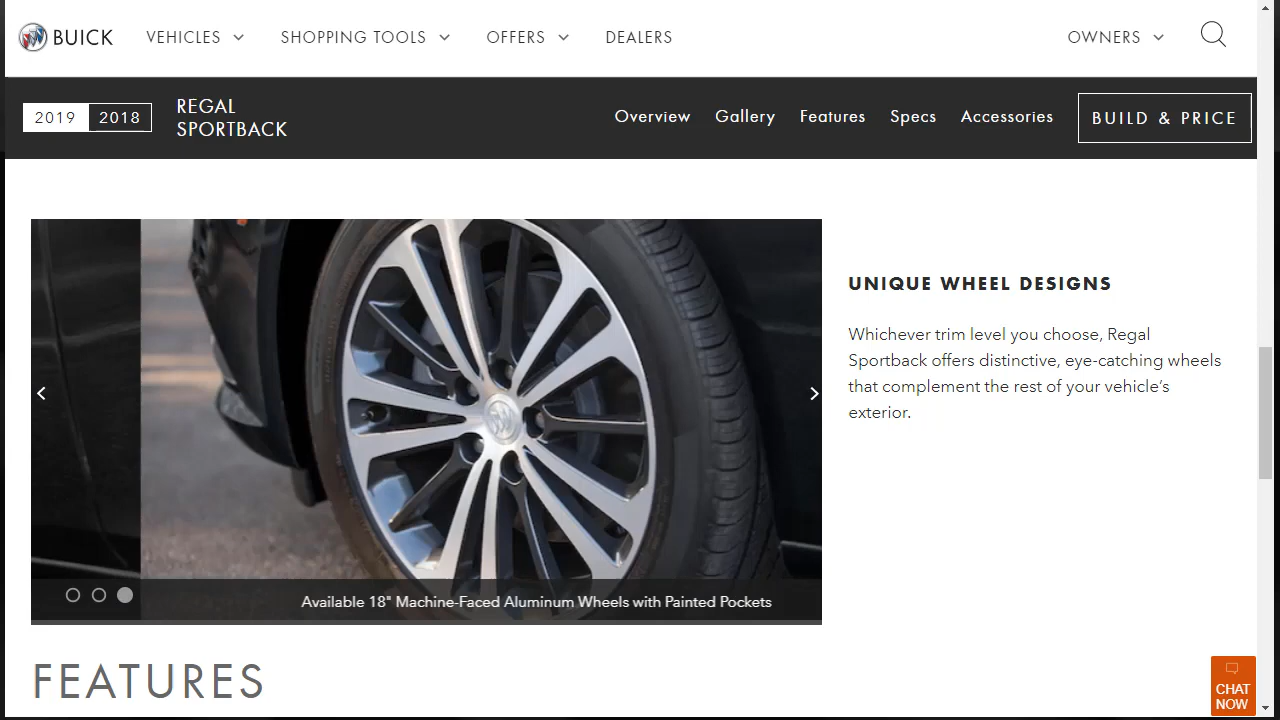 BUICK
VEHICLES
SHOPPING TOOLS
OFFERS
DEALERS
OWNERS
2019
2018
REGAL
SPORTBACK
Overview
Gallery
Features
Specs
Accessories
BUILD & PRICE
UNIQUE WHEEL DESIGNS
Whichever trim level you choose, Regal
Sportback offers distinctive, eye-catching wheels
that complement the rest of your vehicle’s
exterior.
Available 18" Machine-Faced Aluminum Wheels with Painted Pockets
FEATURES
CHAT
NOW